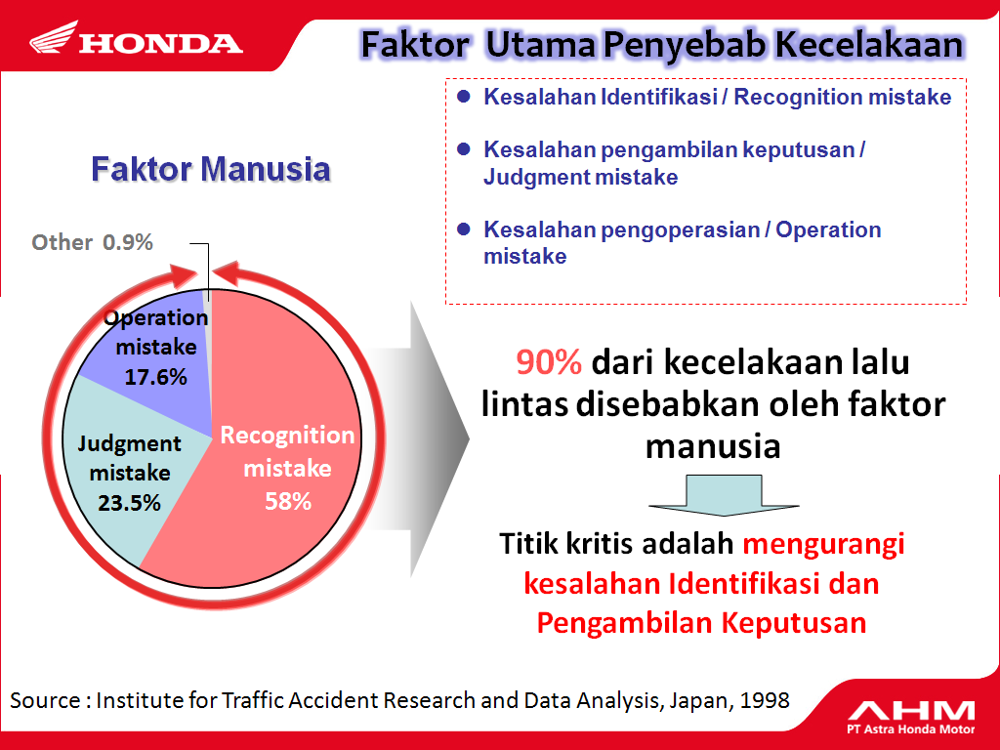 HONDA
Faktor Utama Penyebab Kecelakaan
Kesalahan Identifikasi / Recognition mistake
Kesalahan pengambilan keputusan /
Judgment mistake
Kesalahan pengoperasian / Operation
mistake
Faktor Manusia
Other 0.9%
Operation
mistake
17.6%
Judgment
mistake
23.5%
Recognition
mistake
58%
90% dari kecelakaan lalu
lintas disebabkan oleh faktor
manusia
Titik kritis adalah mengurangi
kesalahan Identifikasi dan
Pengambilan Keputusan
Source : Institute for Traffic Accident Research and Data Analysis, Japan, 1998
AHM
PT Astra Honda Motor